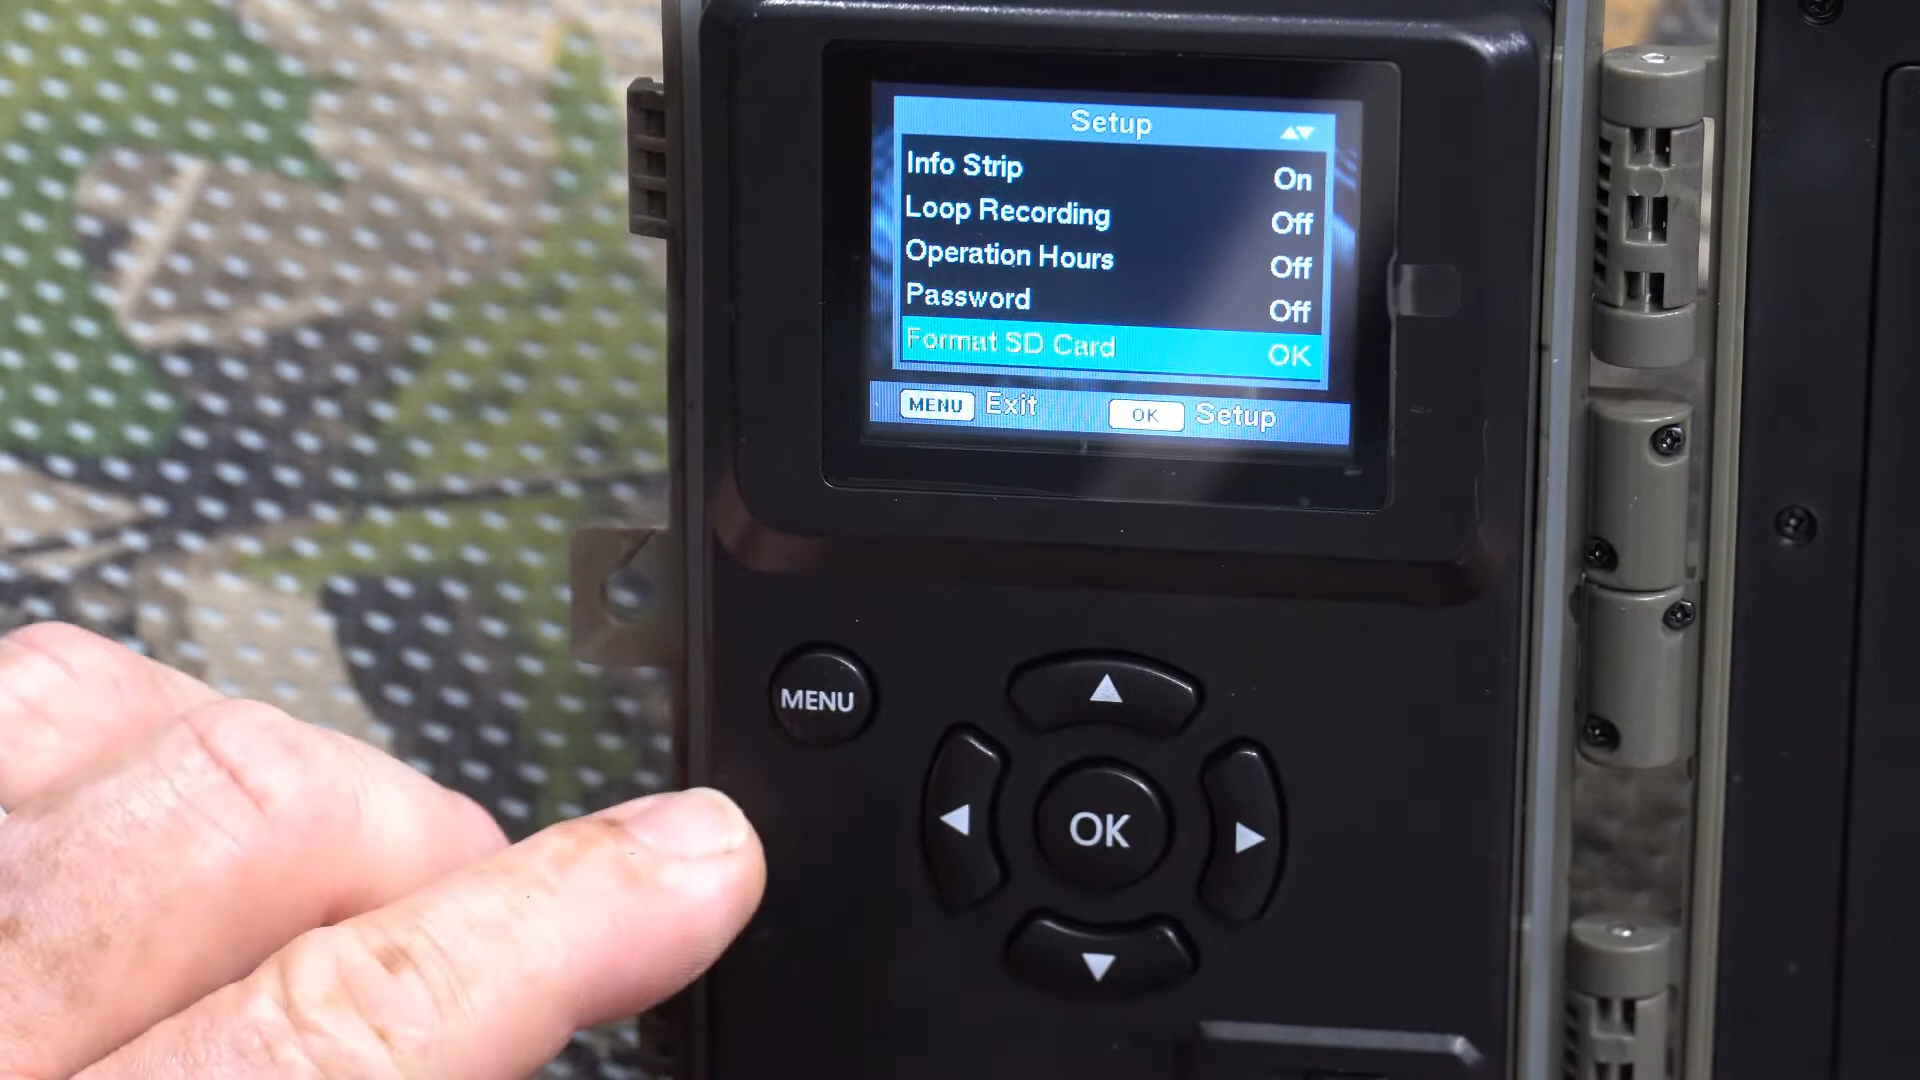 Setup
Info Strip On
Loop Recording Off
Operation Hours Off
Password Off
Format SD Card OK
MENU Exit OK Setup
MENU
OK